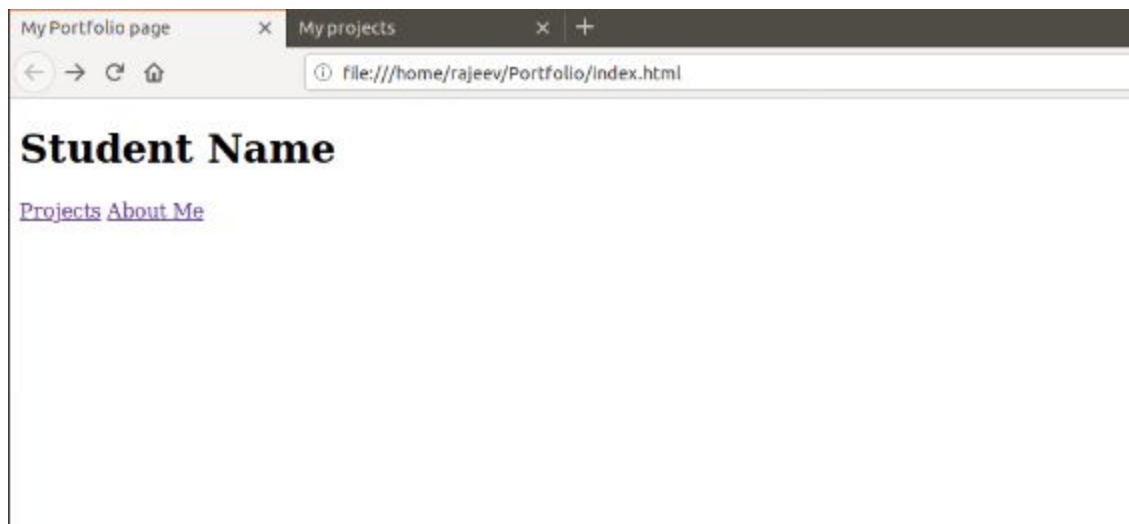 My Portfolio page My projects
file:///home/rajeev/Portfolio/index.html
Student Name
Projects About Me